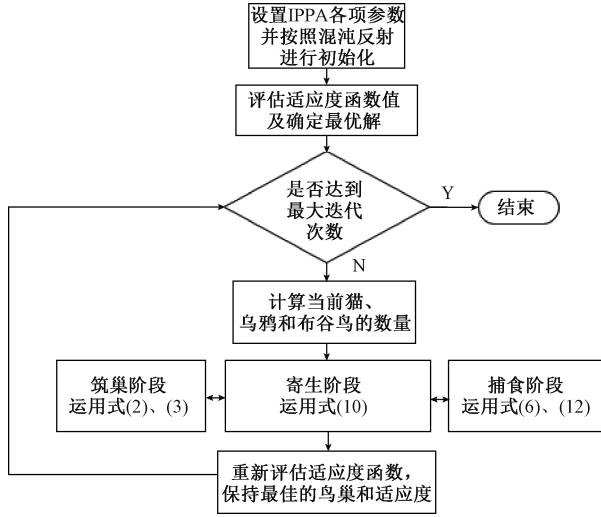 设置IPPA各项参数
并按照混沌反射
进行初始化
评估适应度函数值
及确定最优解
是否达到
最大迭代
次数
Y
结束
N
计算当前猫、
乌鸦和布谷鸟的数量
筑巢阶段
运用式(2)、(3)
寄生阶段
运用式(10)
捕食阶段
运用式(6)、(12)
重新评估适应度函数，
保持最佳的鸟巢和适应度